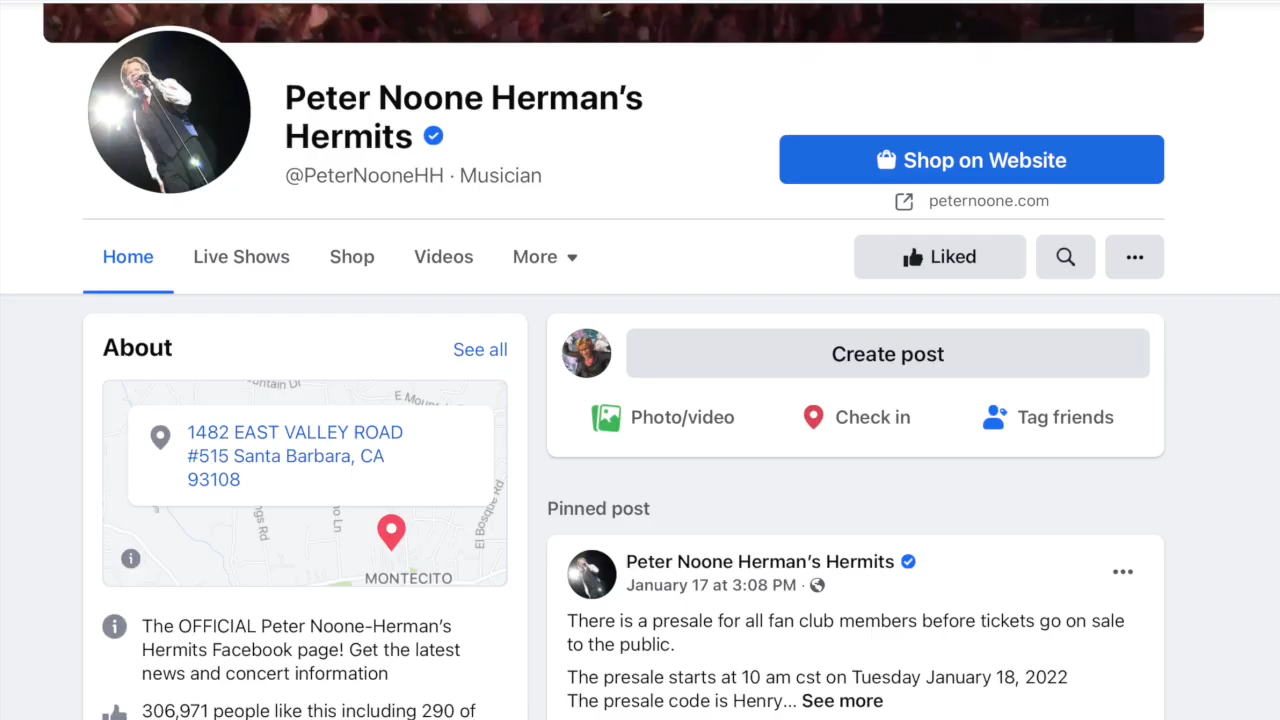 Peter Noone Herman's
Hermits
@PeterNooneHH · Musician
Shop on Website
peternoone.com
Home
Live Shows
Shop
Videos
More
Liked
About
See all
E Mou
1482 EAST VALLEY ROAD
#515 Santa Barbara, CA
93108
El Bosque Rd
MONTECITO
The OFFICIAL Peter Noone-Herman's
Hermits Facebook page! Get the latest
news and concert information
306,971 people like this including 290 of
Create post
Photo/video
Check in
Tag friends
Pinned post
Peter Noone Herman's Hermits
January 17 at 3:08 PM ·
There is a presale for all fan club members before tickets go on sale
to the public.
The presale starts at 10 am cst on Tuesday January 18, 2022
The presale code is Henry... See more